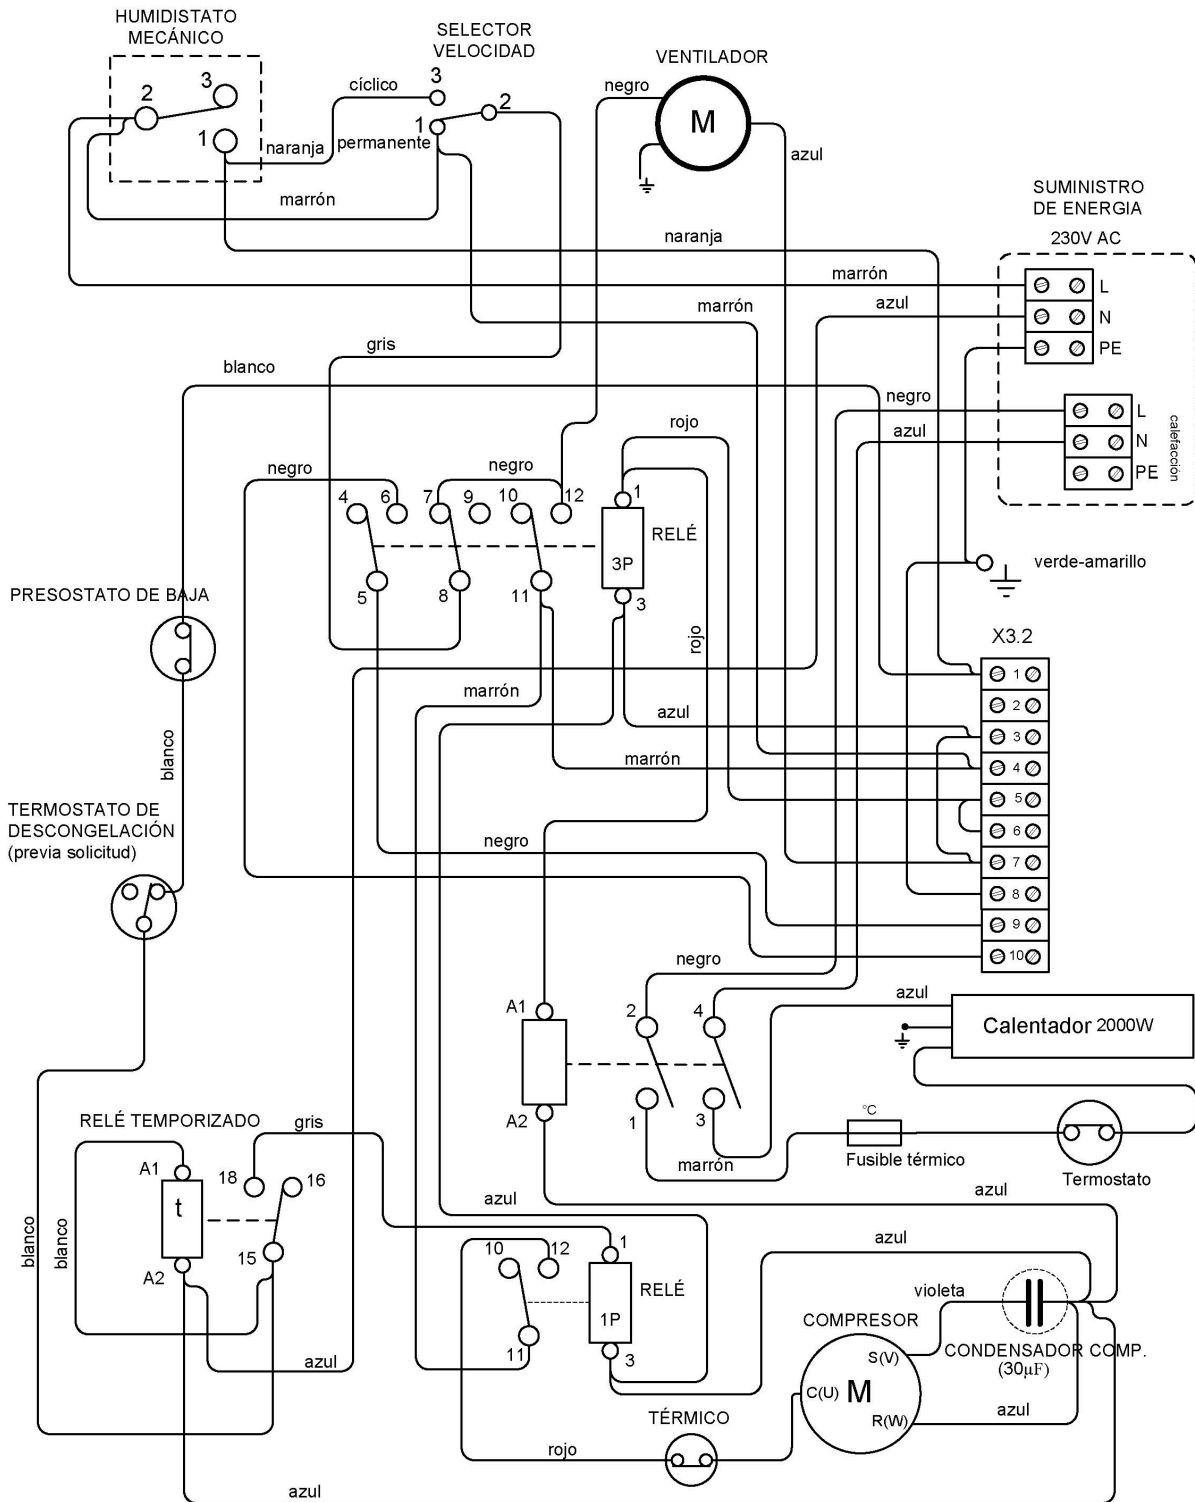 HUMIDISTATO
MECÁNICO
SELECTOR
VELOCIDAD
VENTILADOR
2
3
1
cíclico
3
2
1
permanente
naranja
marrón
negro
M
azul
SUMINISTRO
DE ENERGIA
230V AC
naranja
marrón
L
azul
N
marrón
PE
gris
blanco
negro
L
azul
N
PE
calefacción
rojo
negro
negro
4
6
7
9
10
12
1
RELÉ
3P
5
8
11
3
verde-amarillo
PRESOSTATO DE BAJA
rojo
X3.2
marrón
azul
marrón
1
2
3
4
5
6
7
8
9
10
blanco
TERMOSTATO DE
DESCONGELACIÓN
(previa solicitud)
negro
negro
azul
A1
2
4
Calentador 2000W
A2
1
3
°C
Fusible térmico
Termostato
marrón
azul
RELÉ TEMPORIZADO
gris
A1
18
16
t
15
A2
blanco
blanco
azul
azul
10
12
1
RELÉ
1P
11
3
azul
violeta
COMPRESOR
CONDENSADOR COMP.
(30µF)
S(V)
C(U)
M
R(W)
azul
TÉRMICO
rojo
azul